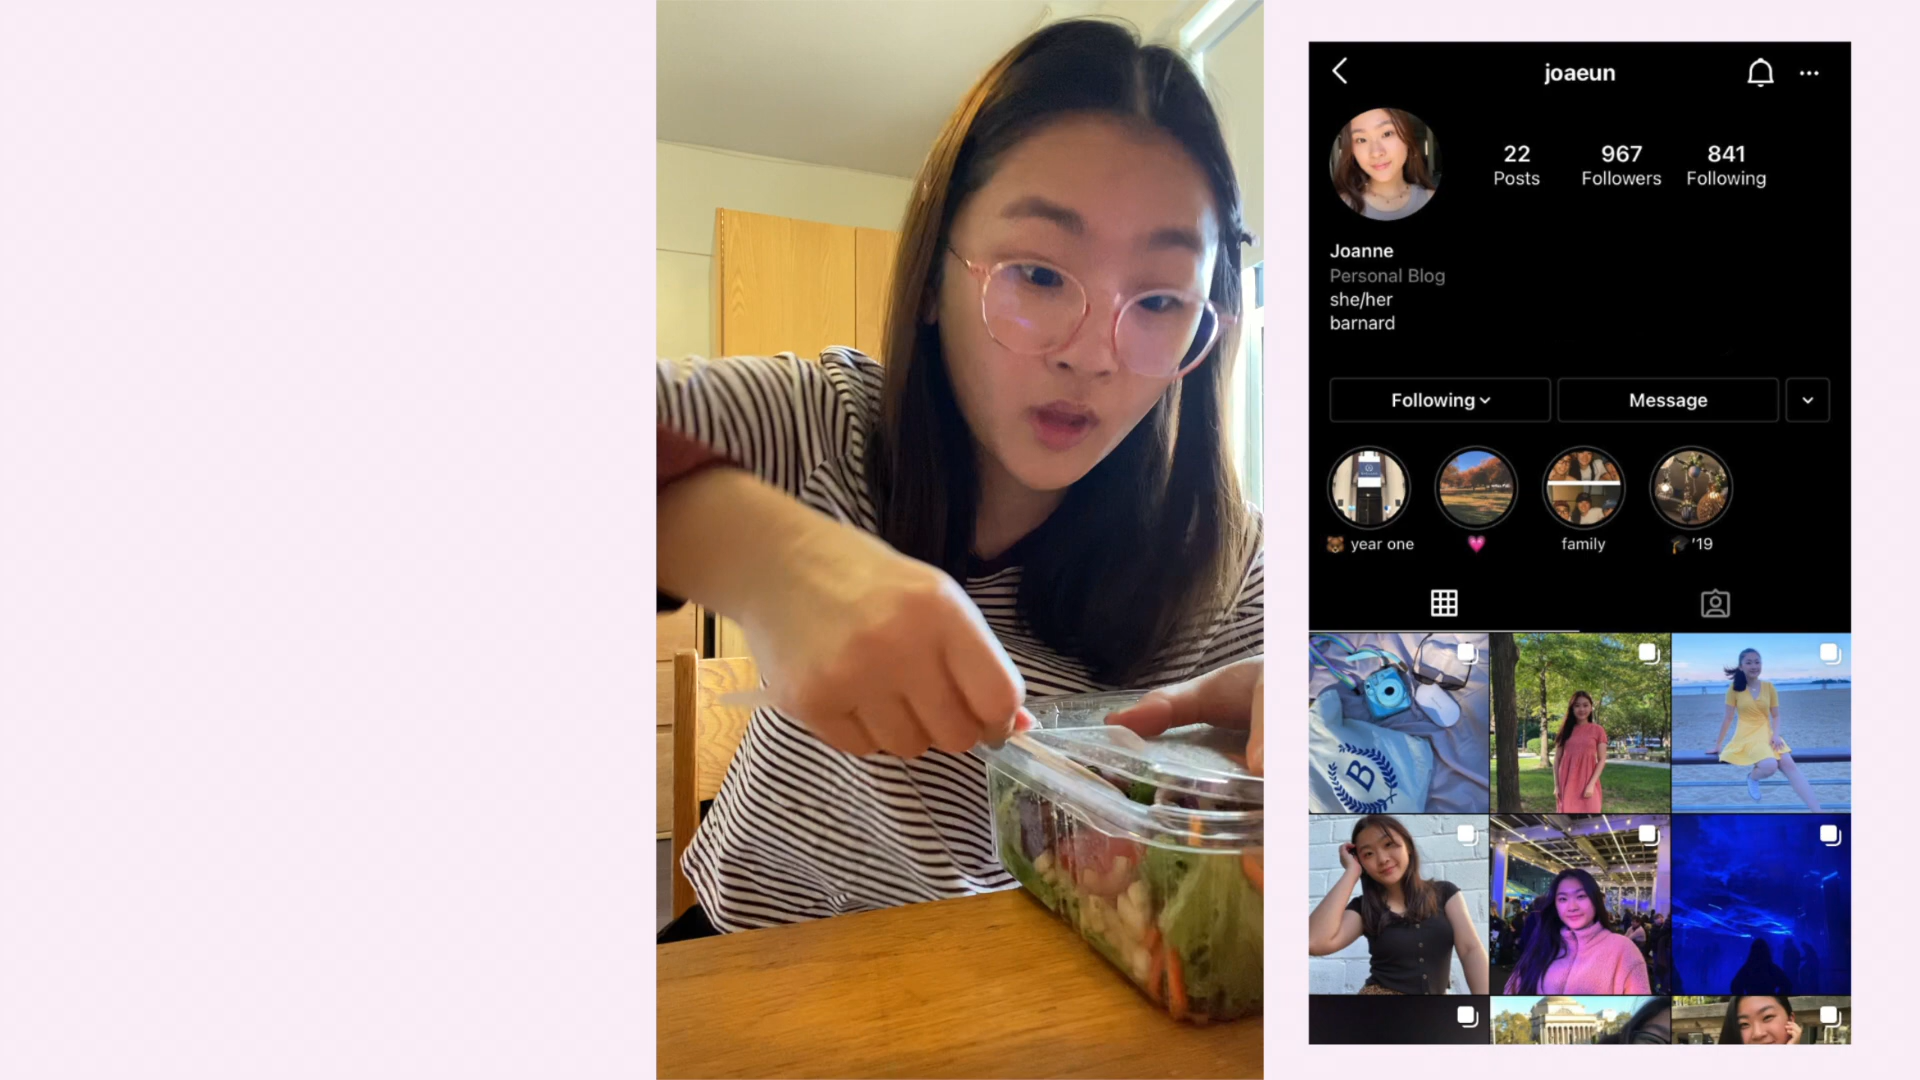 joaeun
22 967 841
Posts Followers Following
Joanne
Personal Blog
she/her
barnard
Following Message
year one family '19
B